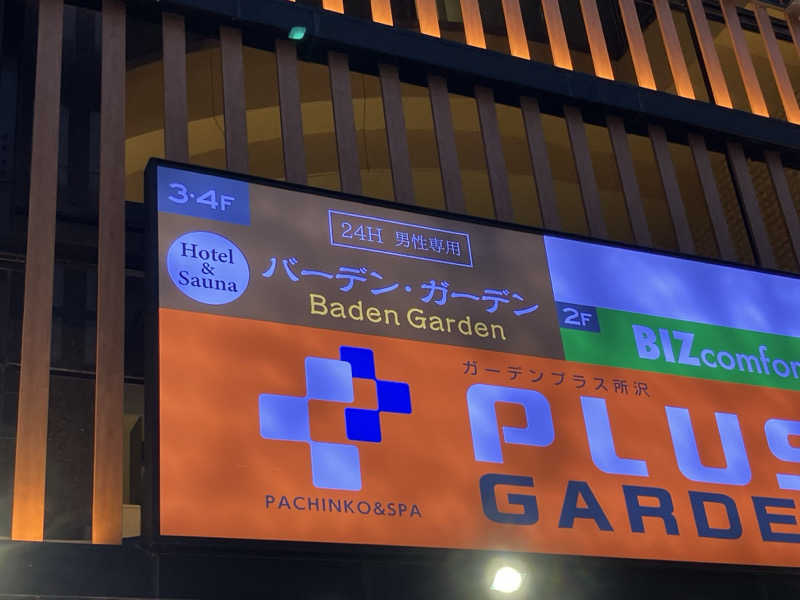 3·4F
24H 男性専用
Hotel
&
Sauna
バーデン・ガーデン
Baden Garden
2F
BIZcomfor
ガーデンプラス所沢
PLUS
GARDE
PACHINKO&SPA